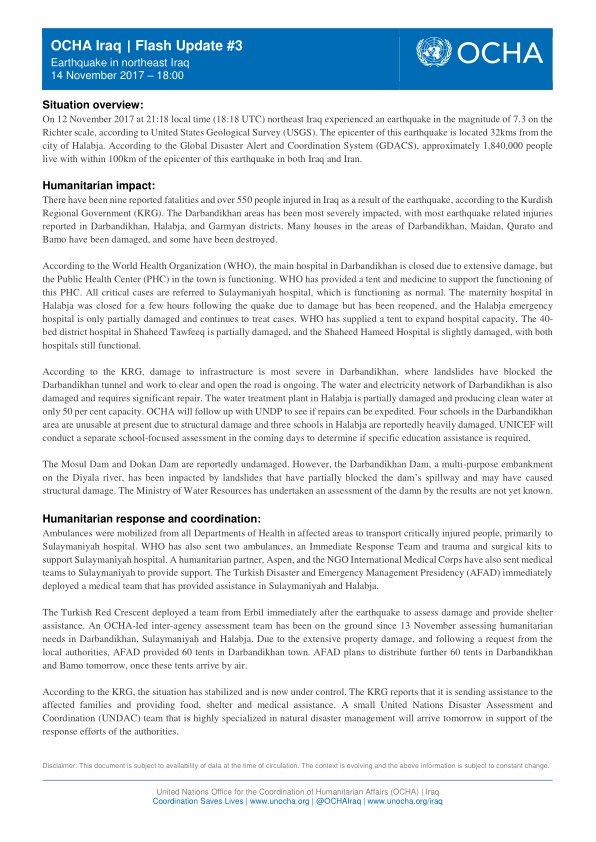 OCHA Iraq | Flash Update #3
Earthquake in northeast Iraq
14 November 2017 – 18:00
OCHA
Situation overview:
On 12 November 2017 at 21:18 local time (18:18 UTC) northeast Iraq experienced an earthquake in the magnitude of 7.3 on the
Richter scale, according to United States Geological Survey (USGS). The epicenter of this earthquake is located 32kms from the
city of Halabja. According to the Global Disaster Alert and Coordination System (GDACS), approximately 1,840,000 people
live with within 100km of the epicenter of this earthquake in both Iraq and Iran.
Humanitarian impact:
There have been nine reported fatalities and over 550 people injured in Iraq as a result of the earthquake, according to the Kurdish
Regional Government (KRG). The Darbandikhan areas has been most severely impacted, with most earthquake related injuries
reported in Darbandikhan, Halabja, and Garmyan districts. Many houses in the areas of Darbandikhan, Maidan, Qurato and
Bamo have been damaged, and some have been destroyed.
According to the World Health Organization (WHO), the main hospital in Darbandikhan is closed due to extensive damage, but
the Public Health Center (PHC) in the town is functioning. WHO has provided a tent and medicine to support the functioning of
this PHC. All critical cases are referred to Sulaymaniyah hospital, which is functioning as normal. The maternity hospital in
Halabja was closed for a few hours following the quake due to damage but has been reopened, and the Halabja emergency
hospital is only partially damaged and continues to treat cases. WHO has supplied a tent to expand hospital capacity. The 40-
bed district hospital in Shaheed Tawfeeq is partially damaged, and the Shaheed Hameed Hospital is slightly damaged, with both
hospitals still functional.
According to the KRG, damage to infrastructure is most severe in Darbandikhan, where landslides have blocked the
Darbandikhan tunnel and work to clear and open the road is ongoing. The water and electricity network of Darbandikhan is also
damaged and requires significant repair. The water treatment plant in Halabja is partially damaged and producing clean water at
only 50 per cent capacity. OCHA will follow up with UNDP to see if repairs can be expedited. Four schools in the Darbandikhan
area are unusable at present due to structural damage and three schools in Halabja are reportedly heavily damaged. UNICEF will
conduct a separate school-focused assessment in the coming days to determine if specific education assistance is required.
The Mosul Dam and Dokan Dam are reportedly undamaged. However, the Darbandikhan Dam, a multi-purpose embankment
on the Diyala river, has been impacted by landslides that have partially blocked the dam's spillway and may have caused
structural damage. The Ministry of Water Resources has undertaken an assessment of the damn by the results are not yet known.
Humanitarian response and coordination:
Ambulances were mobilized from all Departments of Health in affected areas to transport critically injured people, primarily to
Sulaymaniyah hospital. WHO has also sent two ambulances, an Immediate Response Team and trauma and surgical kits to
support Sulaymaniyah hospital. A humanitarian partner, Aspen, and the NGO International Medical Corps have also sent medical
teams to Sulaymaniyah to provide support. The Turkish Disaster and Emergency Management Presidency (AFAD) immediately
deployed a medical team that has provided assistance in Sulaymaniyah and Halabja.
The Turkish Red Crescent deployed a team from Erbil immediately after the earthquake to assess damage and provide shelter
assistance. An OCHA-led inter-agency assessment team has been on the ground since 13 November assessing humanitarian
needs in Darbandikhan, Sulaymaniyah and Halabja. Due to the extensive property damage, and following a request from the
local authorities, AFAD provided 60 tents in Darbandikhan town. AFAD plans to distribute further 60 tents in Darbandikhan
and Bamo tomorrow, once these tents arrive by air.
According to the KRG, the situation has stabilized and is now under control. The KRG reports that it is sending assistance to the
affected families and providing food, shelter and medical assistance. A small United Nations Disaster Assessment and
Coordination (UNDAC) team that is highly specialized in natural disaster management will arrive tomorrow in support of the
response efforts of the authorities.
Disclaimer: This document is subject to availability of data at the time of circulation. The context is evolving and the above information is subject to constant change.
United Nations Office for the Coordination of Humanitarian Affairs (OCHA) | Iraq
Coordination Saves Lives | www.unocha.org | @OCHAIraq | www.unocha.org/iraq